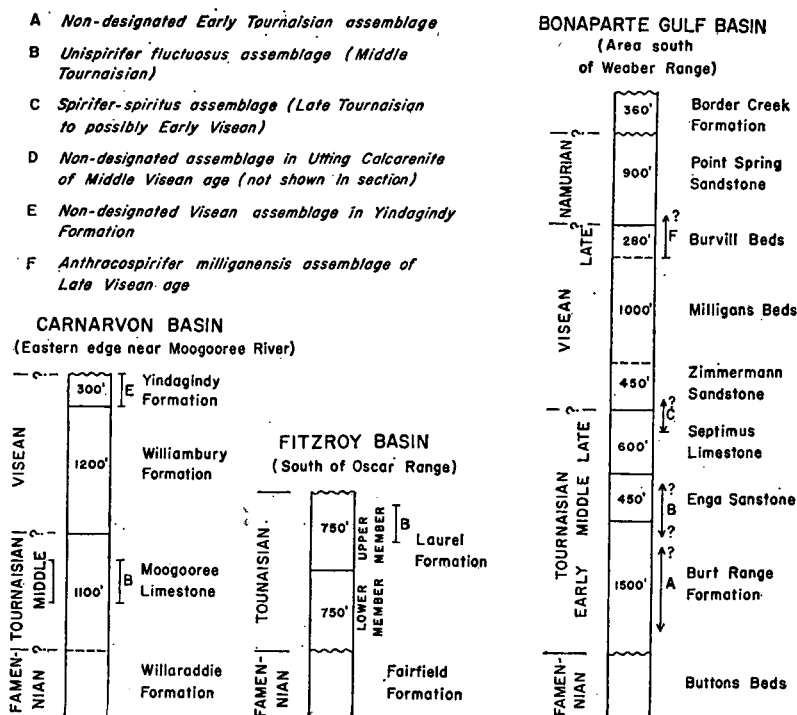 A Non-designated Early Tournaisian assemblage
B Unispirifer fluctuosus assemblage (Middle
Tournaisian)
C Spirifer-spiritus assemblage (Late Tournaisian
to possibly Early Visean)
D Non-designated assemblage in Utting Calcarenite
of Middle Visean age (not shown in section)
E Non-designated Visean assemblage in Yindagindy
Formation
F Anthracospirifer milliganensis assemblage of
Late Visean age
CARNARVON BASIN
(Eastern edge near Moogooree River)
?
VISEAN
?
TOURNAISIAN
MIDDLE
?
FAMEN-
NIAN
300'
E
Yindagindy
Formation
1200'
Williambury
Formation
1100'
B
Moogooree
Limestone
Willaraddie
Formation
FITZROY BASIN
(South of Oscar Range)
TOUNAISIAN
FAMEN-
NIAN
750'
UPPER
MEMBER
B
Laurel
Formation
750'
LOWER
MEMBER
Fairfield
Formation
BONAPARTE GULF BASIN
(Area south
of Weaber Range)
?
NAMURIAN
?
LATE
VISEAN
?
TOURNAISIAN
LATE
MIDDLE
EARLY
FAMEN-
NIAN
360'
Border Creek
Formation
900'
Point Spring
Sandstone
?
280'
F
Burvill Beds
1000'
Milligans Beds
450'
Zimmermann
Sandstone
?
C
600'
Septimus
Limestone
?
450'
B
Enga Sanstone
?
?
1500'
A
Burt Range
Formation
Buttons Beds